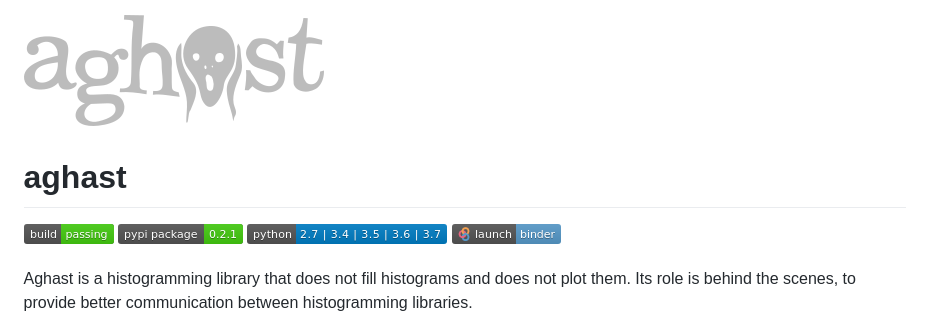 aghast
aghast
build passing pypi package 0.2.1 python 2.7 | 3.4 | 3.5 | 3.6 | 3.7 launch binder
Aghast is a histogramming library that does not fill histograms and does not plot them. Its role is behind the scenes, to
provide better communication between histogramming libraries.